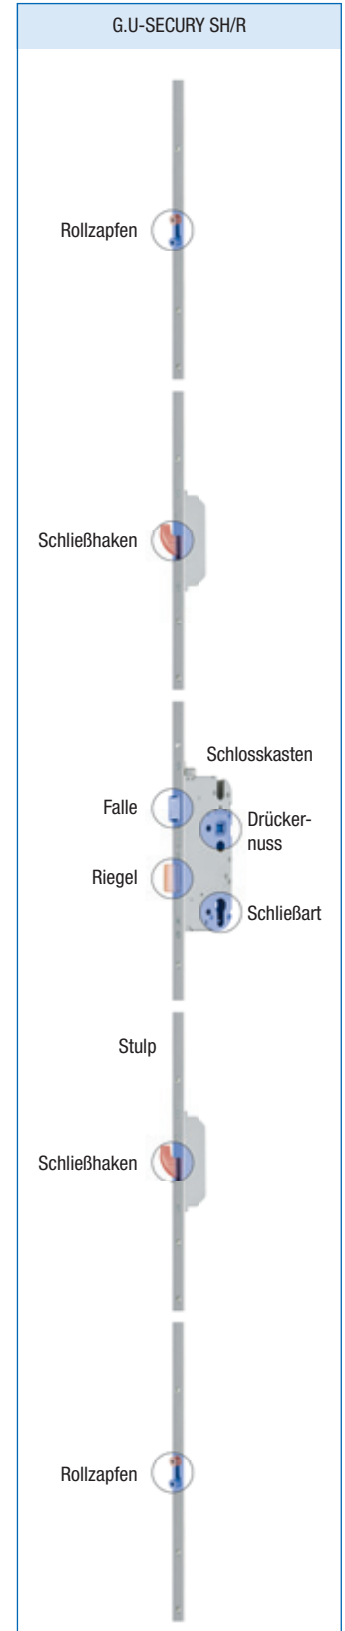 G.U-SECURY SH/R
Rollzapfen
Schließhaken
Schlosskasten
Falle
Drücker-
nuss
Riegel
Schließart
Stulp
Schließhaken
Rollzapfen